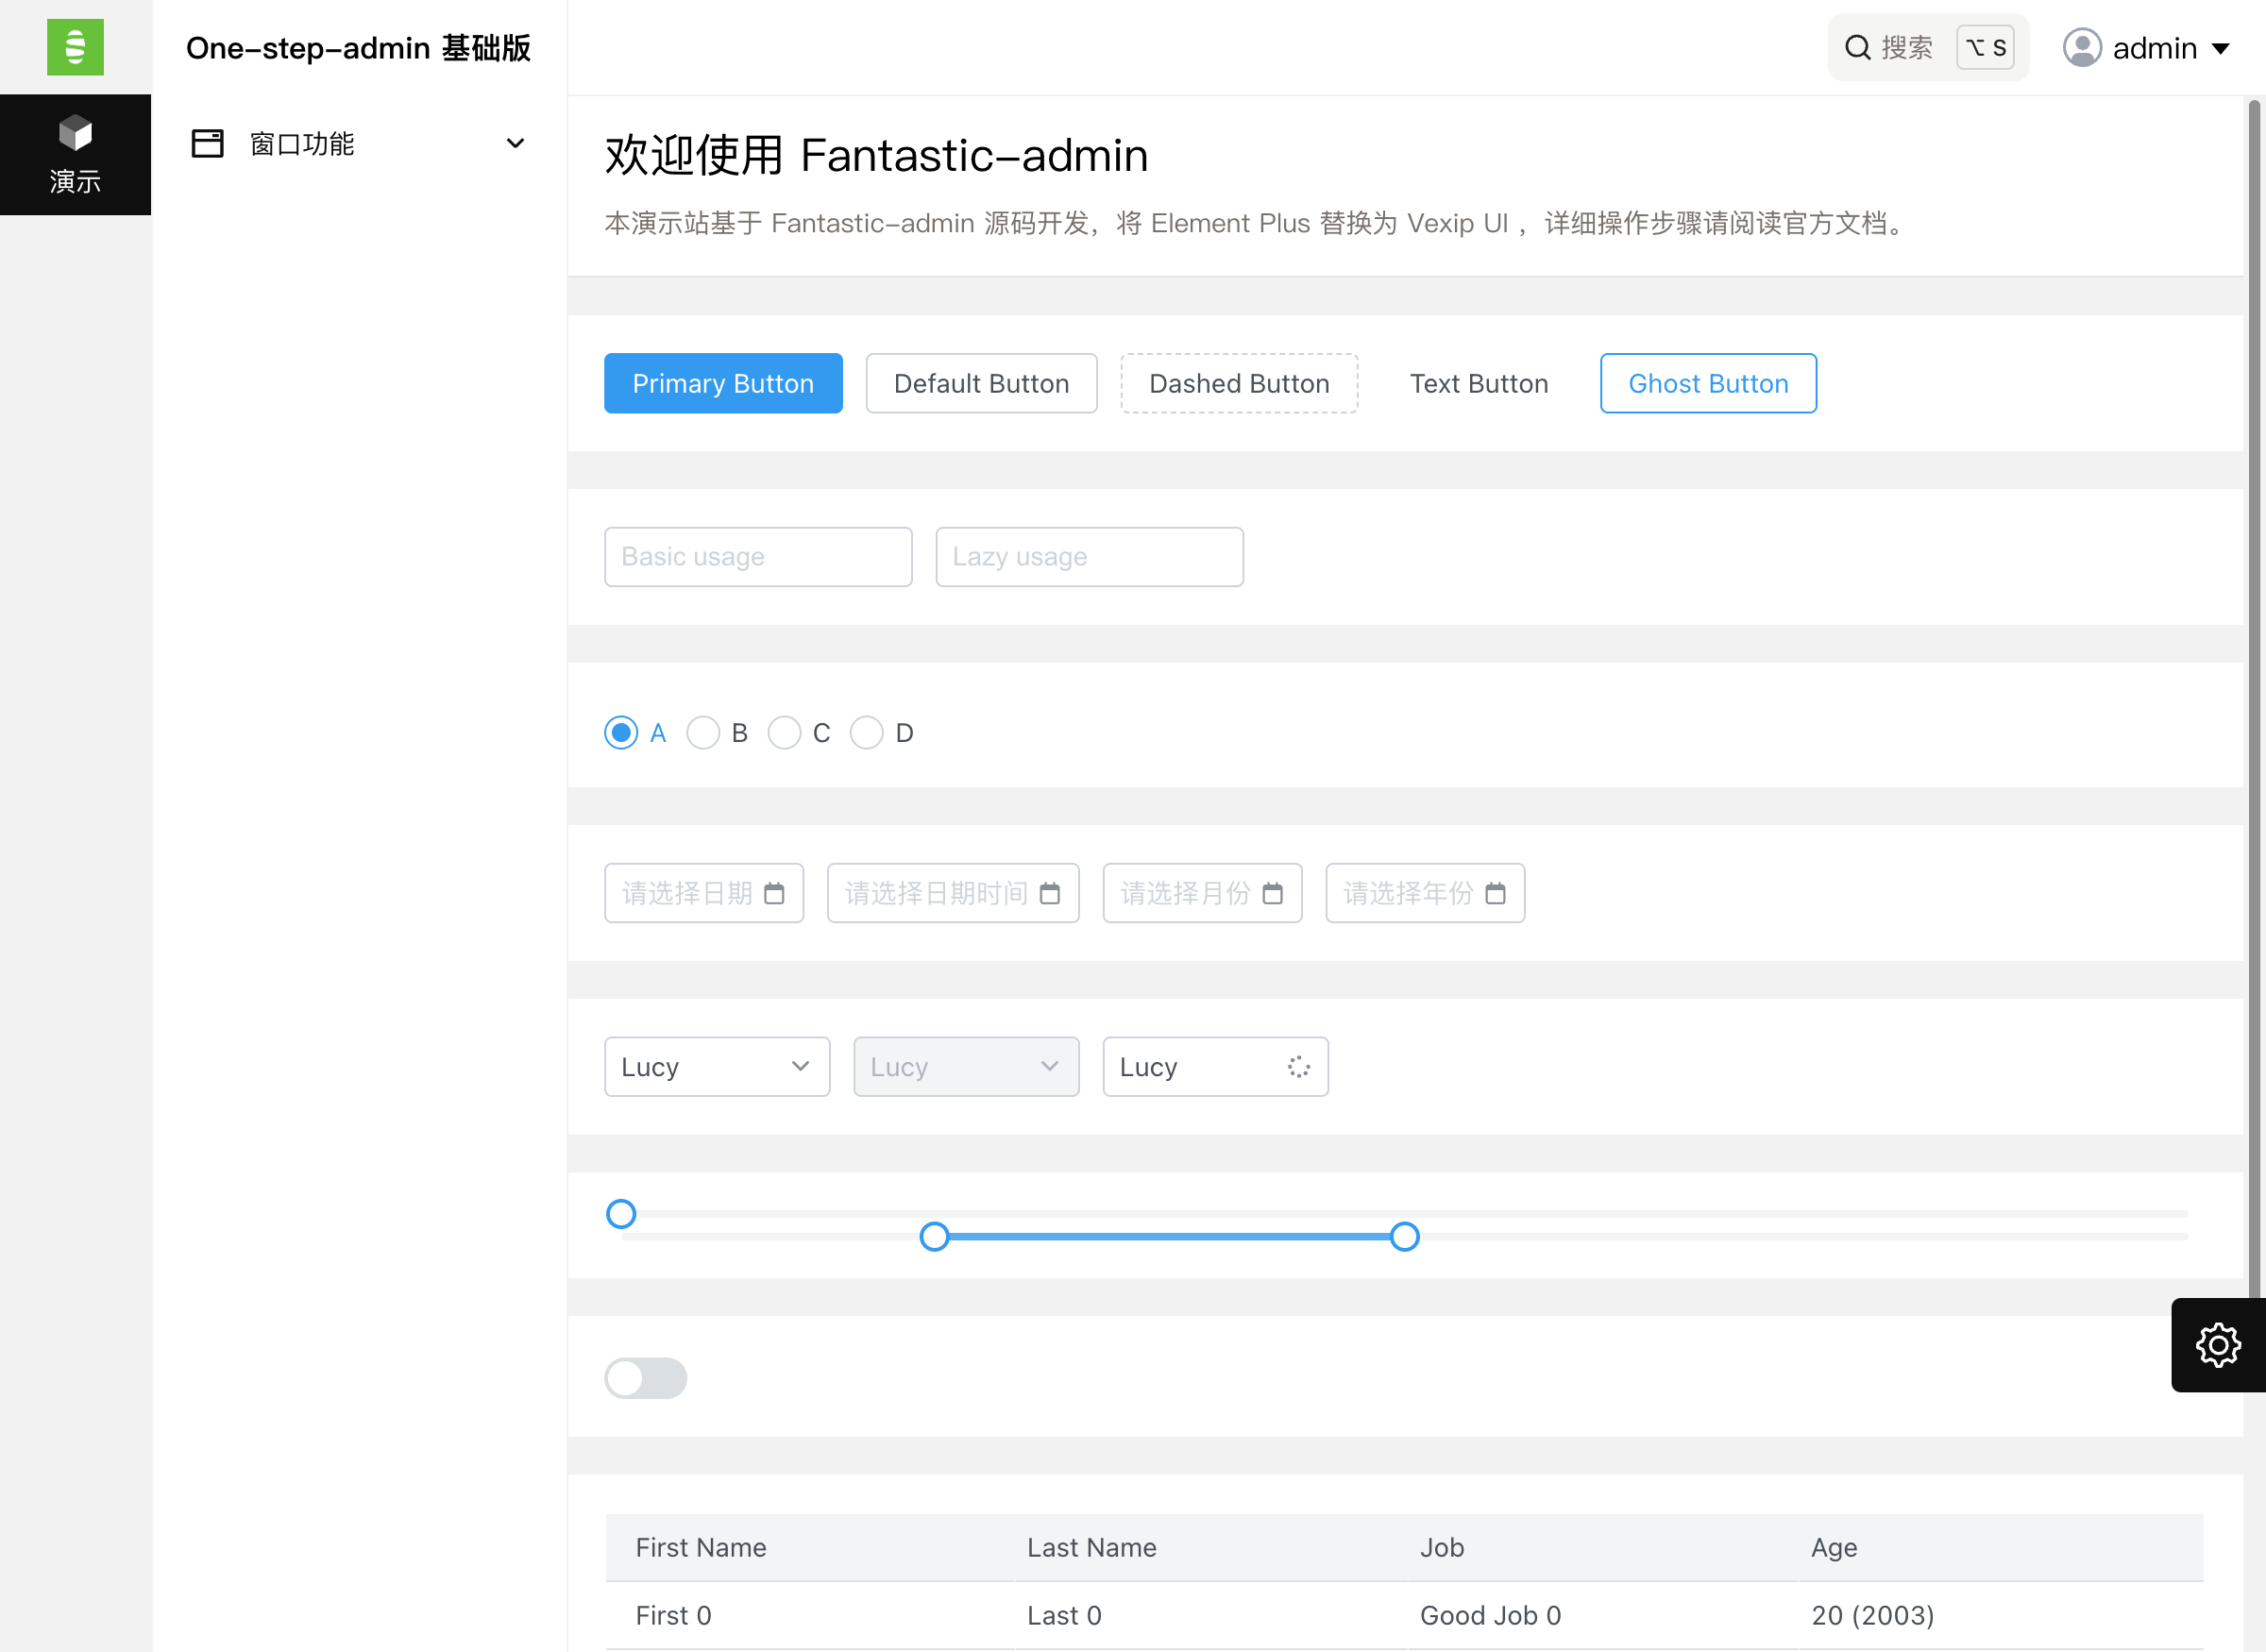 One-step-admin 基础版
搜索 ⌥ S
admin
演示
窗口功能
欢迎使用 Fantastic-admin
本演示站基于 Fantastic-admin 源码开发，将 Element Plus 替换为 Vexip UI ，详细操作步骤请阅读官方文档。
Primary Button Default Button Dashed Button Text Button Ghost Button
Basic usage Lazy usage
A B C D
请选择日期 请选择日期时间 请选择月份 请选择年份
Lucy Lucy Lucy
First Name Last Name Job Age
First 0 Last 0 Good Job 0 20 (2003)